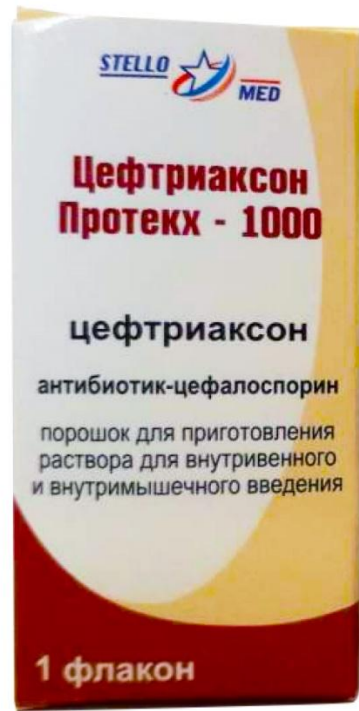 STELLO
MED
Цефтриаксон
Протекх - 1000
цефтриаксон
антибиотик-цефалоспорин
порошок для приготовления
раствора для внутривенного
и внутримышечного введения
1 флакон